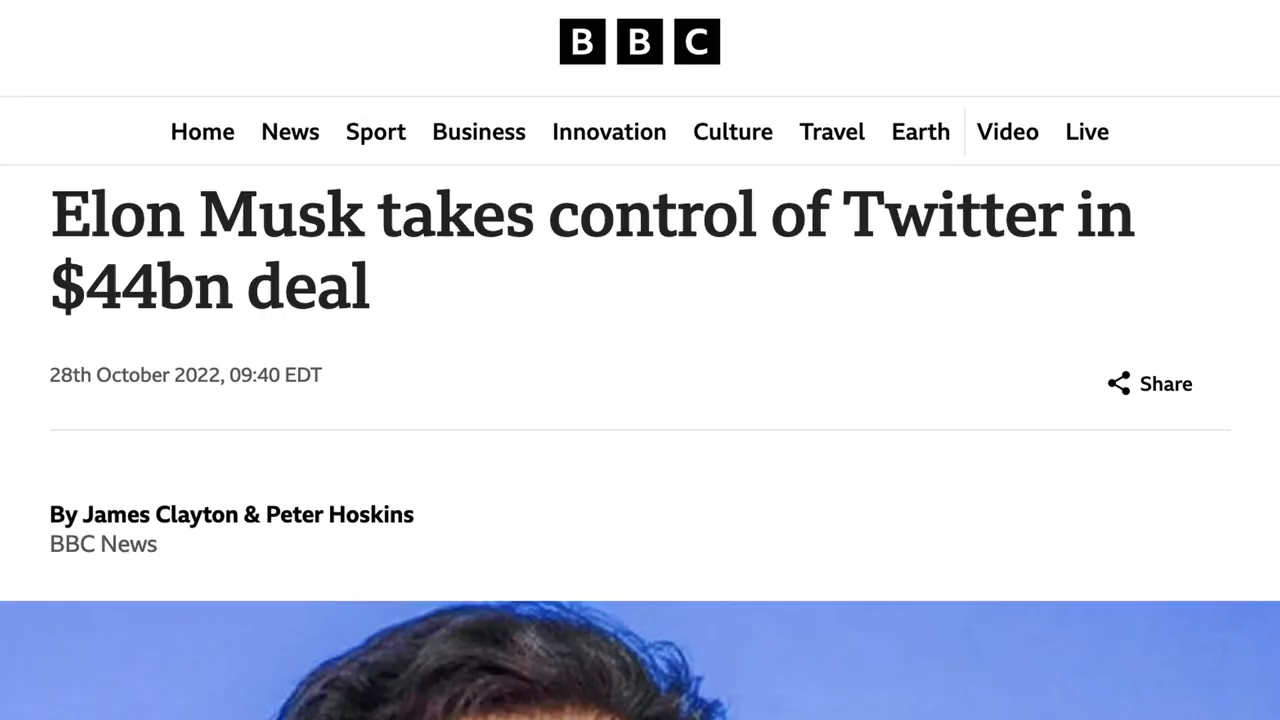 BBC
Home News Sport Business Innovation Culture Travel Earth Video Live
Elon Musk takes control of Twitter in
$44bn deal
28th October 2022, 09:40 EDT
Share
By James Clayton & Peter Hoskins
BBC News